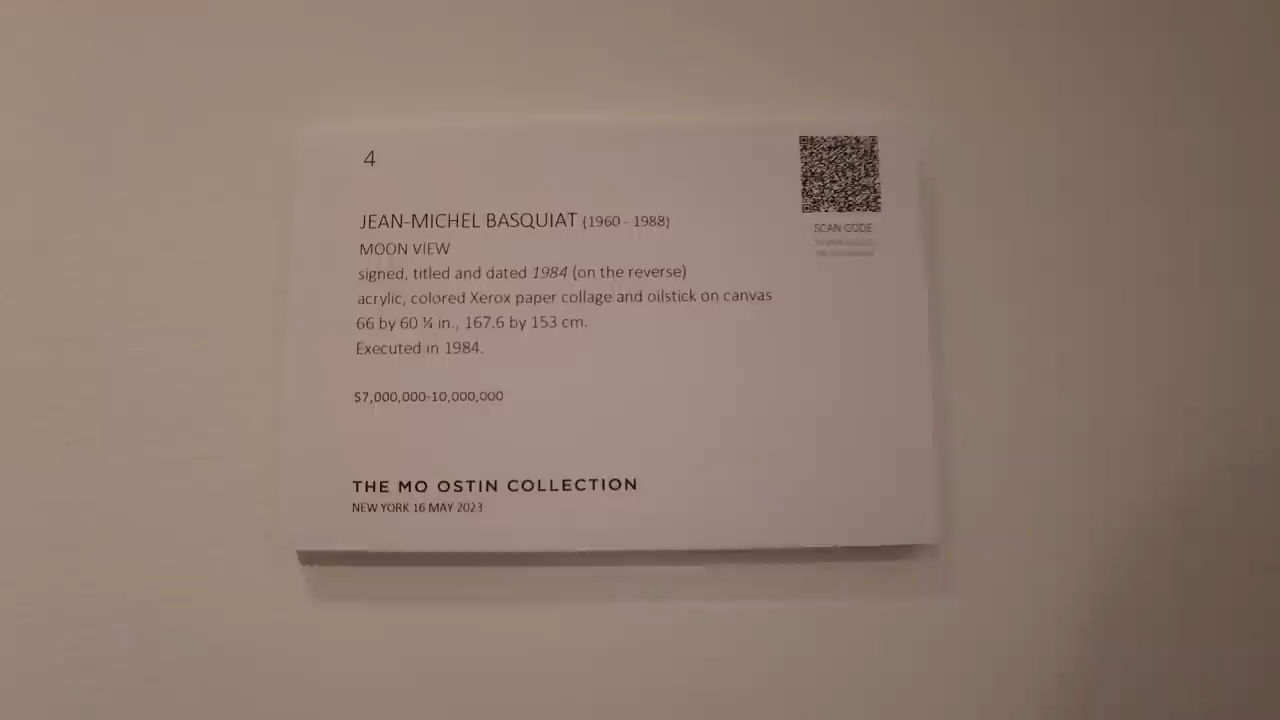 4
JEAN-MICHEL BASQUIAT (1960 - 1988)
MOON VIEW
signed, titled and dated 1984 (on the reverse)
acrylic, colored Xerox paper collage and oilstick on canvas
66 by 60 ¼ in., 167.6 by 153 cm.
Executed in 1984.
$7,000,000-10,000,000
THE MO OSTIN COLLECTION
NEW YORK 16 MAY 2023
SCAN CODE